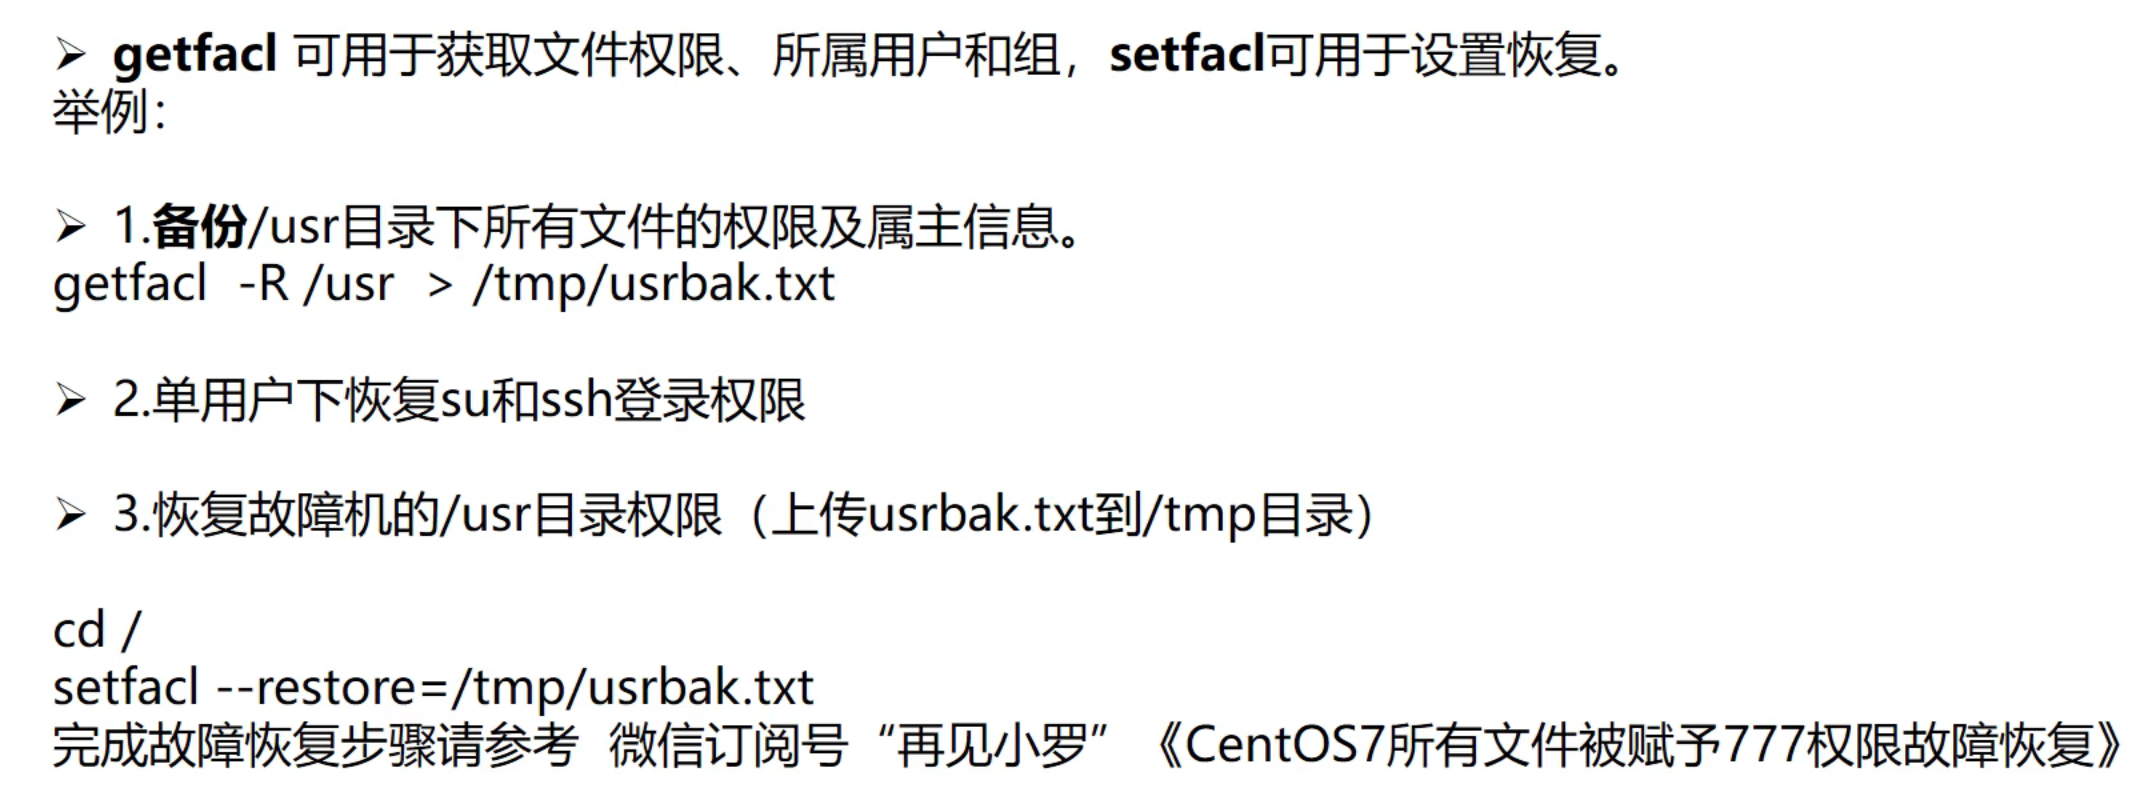 ➢ getfacl 可用于获取文件权限、所属用户和组，setfacl可用于设置恢复。
举例：
➢ 1.备份/usr目录下所有文件的权限及属主信息。
getfacl  -R /usr  > /tmp/usrbak.txt
➢ 2.单用户下恢复su和ssh登录权限
➢ 3.恢复故障机的/usr目录权限（上传usrbak.txt到/tmp目录）
cd /
setfacl --restore=/tmp/usrbak.txt
完成故障恢复步骤请参考  微信订阅号“再见小罗”《CentOS7所有文件被赋予777权限故障恢复》